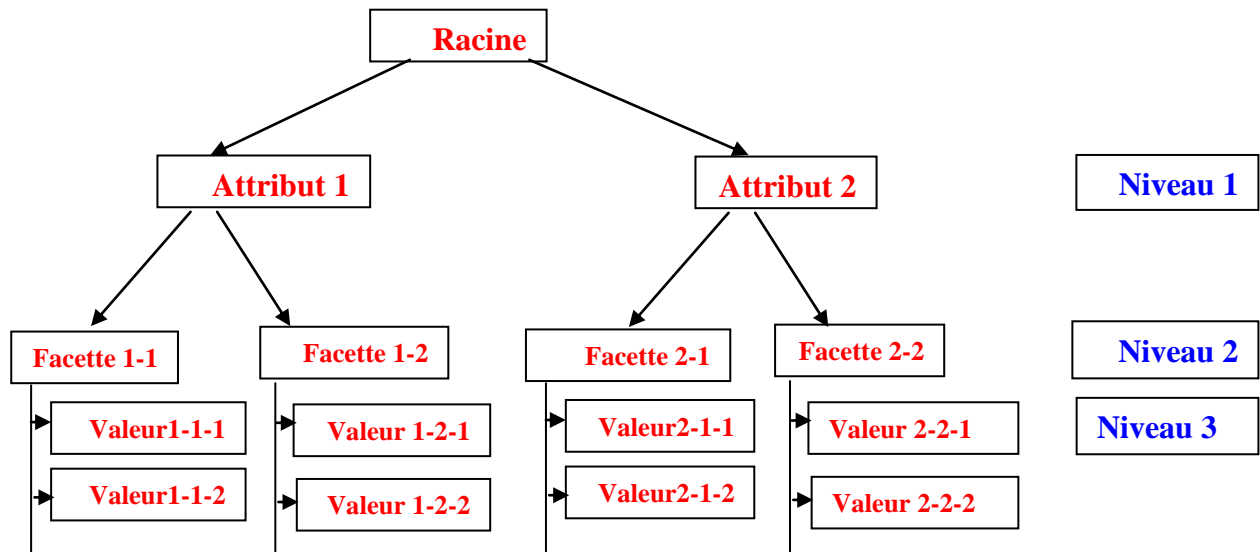 Racine
Attribut 1
Attribut 2
Niveau 1
Facette 1-1
Facette 1-2
Facette 2-1
Facette 2-2
Niveau 2
Valeur1-1-1
Valeur 1-2-1
Valeur2-1-1
Valeur 2-2-1
Niveau 3
Valeur1-1-2
Valeur 1-2-2
Valeur2-1-2
Valeur 2-2-2